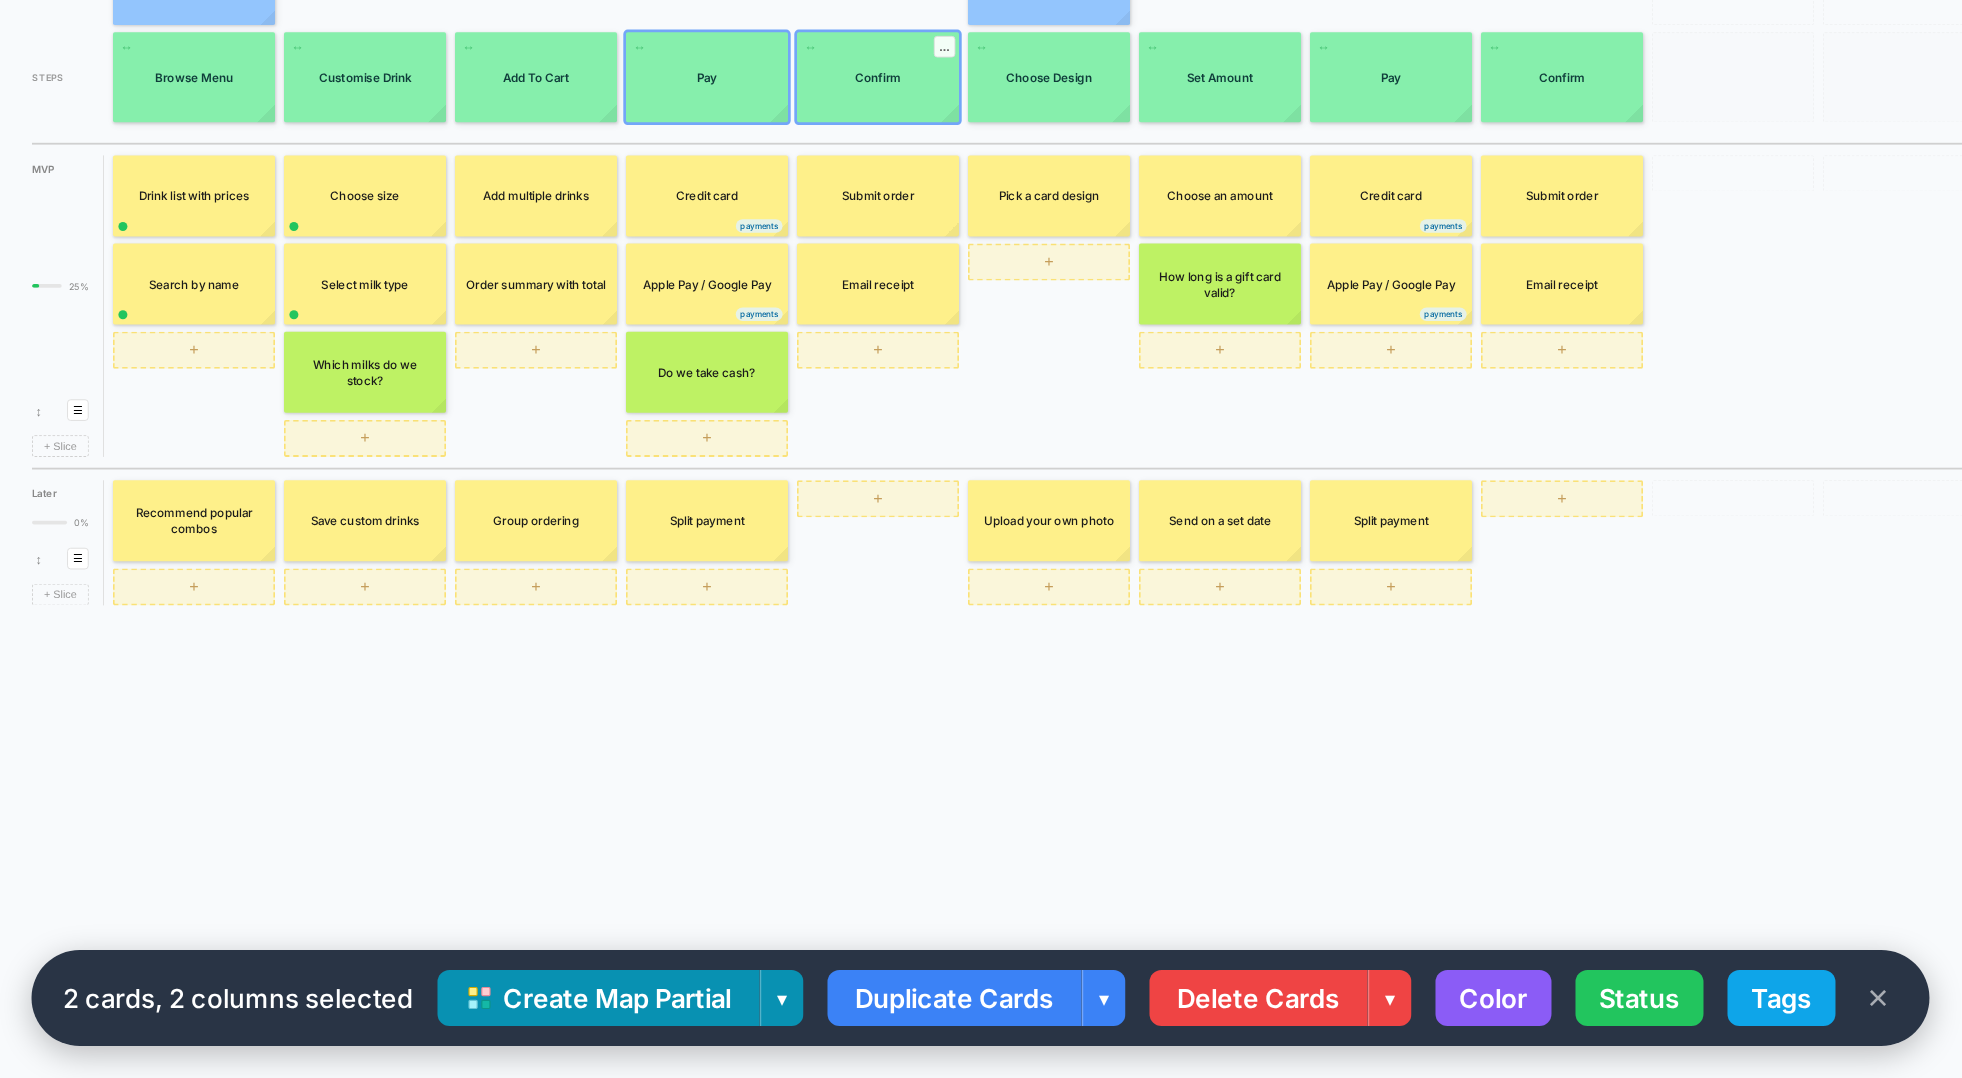 ...
STEPS
Browse Menu
Customise Drink
Add To Cart
Pay
Confirm
Choose Design
Set Amount
Pay
Confirm
MVP
Drink list with prices
Choose size
Add multiple drinks
Credit card
payments
Submit order
Pick a card design
Choose an amount
Credit card
payments
Submit order
25%
Search by name
Select milk type
Order summary with total
Apple Pay / Google Pay
payments
Email receipt
+
How long is a gift card
valid?
Apple Pay / Google Pay
payments
Email receipt
+
Which milks do we
stock?
+
Do we take cash?
+
+
+
+
+ Slice
+
+
Later
0%
Recommend popular
combos
Save custom drinks
Group ordering
Split payment
+
Upload your own photo
Send on a set date
Split payment
+
+ Slice
+
+
+
+
+
+
+
2 cards, 2 columns selected
Create Map Partial
Duplicate Cards
Delete Cards
Color
Status
Tags